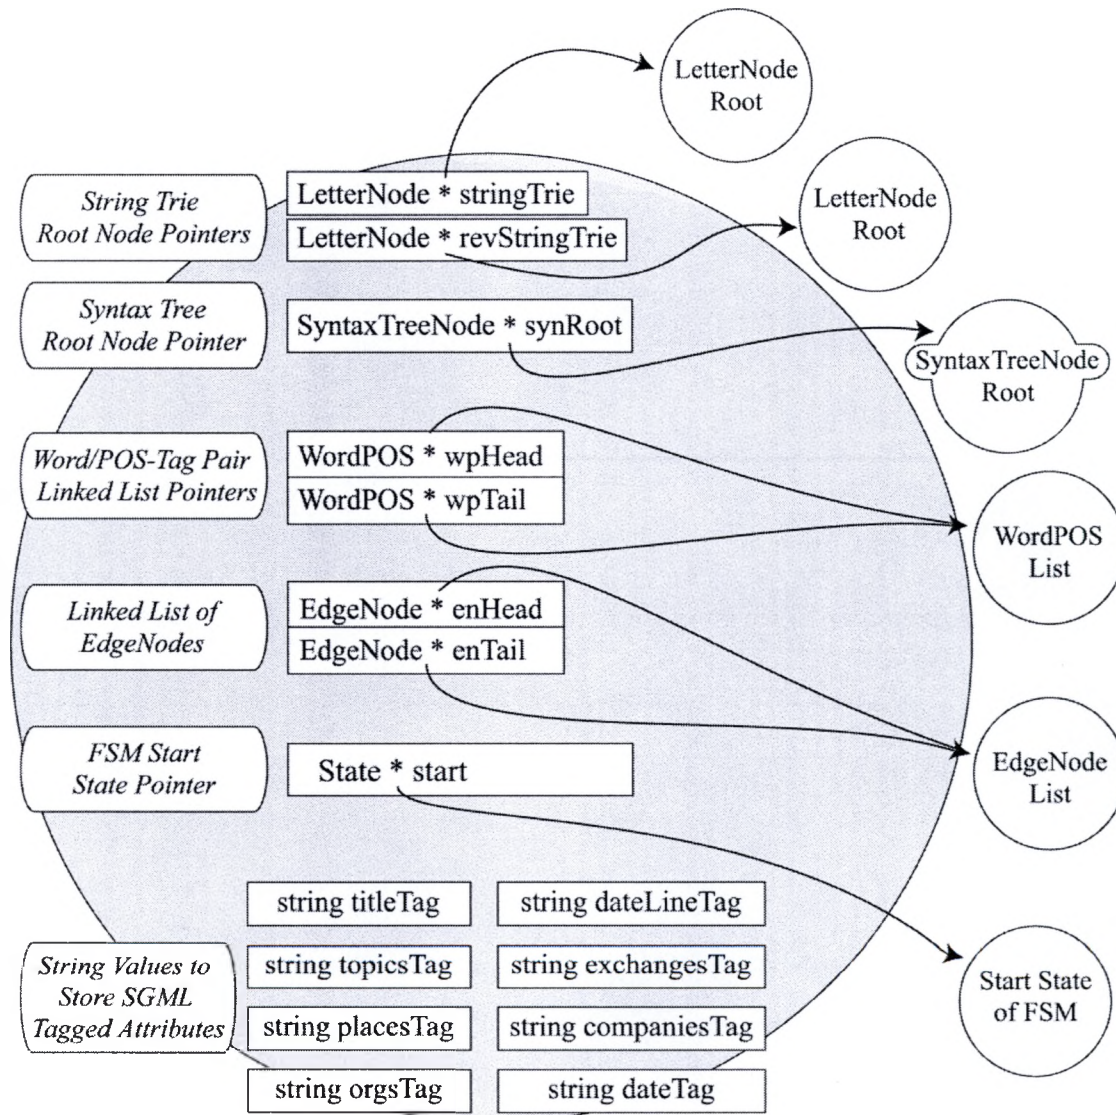 LetterNode
Root
LetterNode
Root
String Trie
Root Node Pointers
LetterNode * stringTrie
LetterNode * revStringTrie
Syntax Tree
Root Node Pointer
SyntaxTreeNode * synRoot
SyntaxTreeNode
Root
Word/POS-Tag Pair
Linked List Pointers
WordPOS * wpHead
WordPOS * wpTail
WordPOS
List
Linked List of
EdgeNodes
EdgeNode * enHead
EdgeNode * enTail
EdgeNode
List
FSM Start
State Pointer
State * start
Start State
of FSM
String Values to
Store SGML
Tagged Attributes
string titleTag
string dateLineTag
string topicsTag
string exchangesTag
string placesTag
string companiesTag
string orgsTag
string dateTag